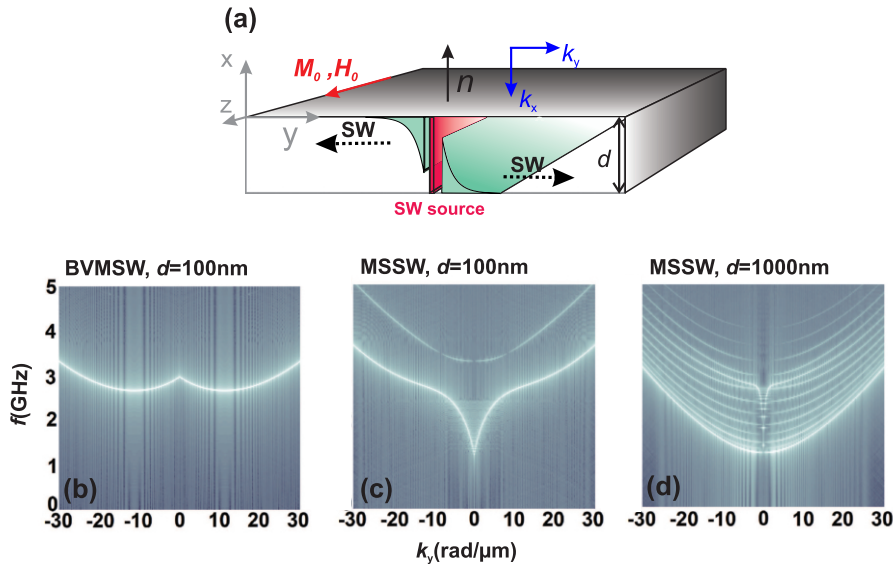 (a)
x
z
y
M₀ ,H₀
n
kᵧ
kₓ
SW
SW
d
SW source
BVMSW, d=100nm
MSSW, d=100nm
MSSW, d=1000nm
f(GHz)
5
4
3
2
1
0
(b)
(c)
(d)
-30 -20 -10 0 10 20 30
-30 -20 -10 0 10 20 30
-30 -20 -10 0 10 20 30
kᵧ(rad/μm)